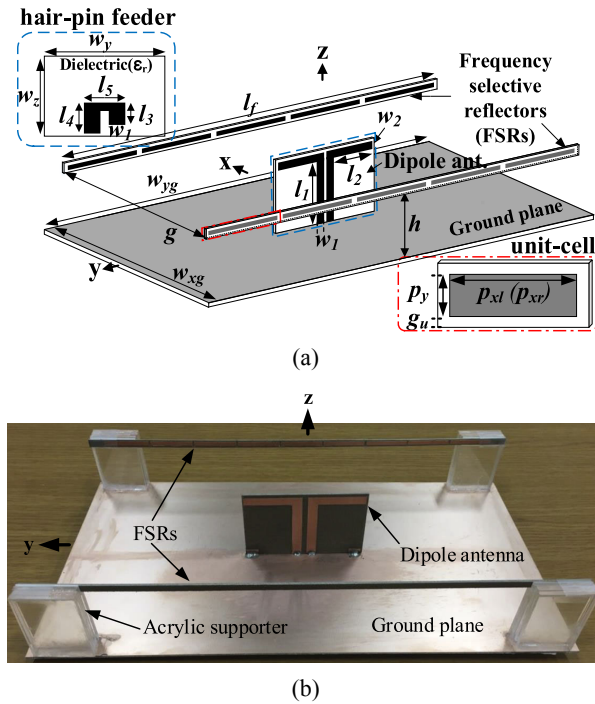 hair-pin feeder
w_y
Dielectric(ε_r)
w_z
l_5
l_4
l_3
w_1
z
l_f
Frequency
selective
reflectors
(FSRs)
w_2
x
Dipole ant.
w_yg
l_1
l_2
g
w_1
h
Ground plane
y
w_xg
unit-cell
p_y
p_xl (p_xr)
g_u
(a)
z
FSRs
y
Dipole antenna
Acrylic supporter
Ground plane
(b)